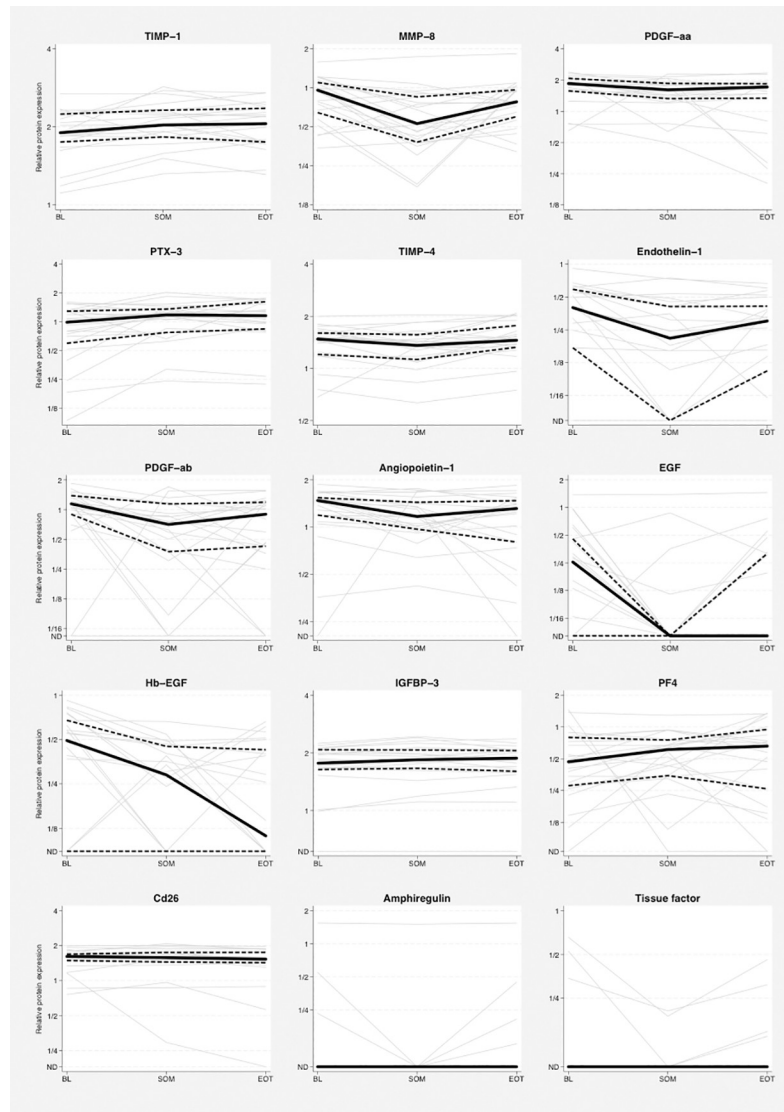 TIMP–1 MMP–8 PDGF–aa
Relative protein expression
4 2 1
2 1 1/2 1/4 1/8
4 2 1 1/2 1/4 1/8
BL SOM EOT BL SOM EOT BL SOM EOT
PTX–3 TIMP–4 Endothelin–1
Relative protein expression
4 2 1 1/2 1/4 1/8
4 2 1 1/2
1 1/2 1/4 1/8 1/16 ND
BL SOM EOT BL SOM EOT BL SOM EOT
PDGF–ab Angiopoietin–1 EGF
Relative protein expression
2 2 1 1/2 1/4 1/8 1/16 ND
2 1 1/2 1/4 ND
2 1 1/2 1/4 1/8 1/16 ND
BL SOM EOT BL SOM EOT BL SOM EOT
Hb–EGF IGFBP–3 PF4
Relative protein expression
1 1/2 1/4 1/8 ND
4 2 1 ND
2 1 1/2 1/4 1/8 ND
BL SOM EOT BL SOM EOT BL SOM EOT
Cd26 Amphiregulin Tissue factor
Relative protein expression
4 2 1 1/2 1/4 ND
2 1 1/2 1/4 ND
1 1/2 1/4 ND
BL SOM EOT BL SOM EOT BL SOM EOT